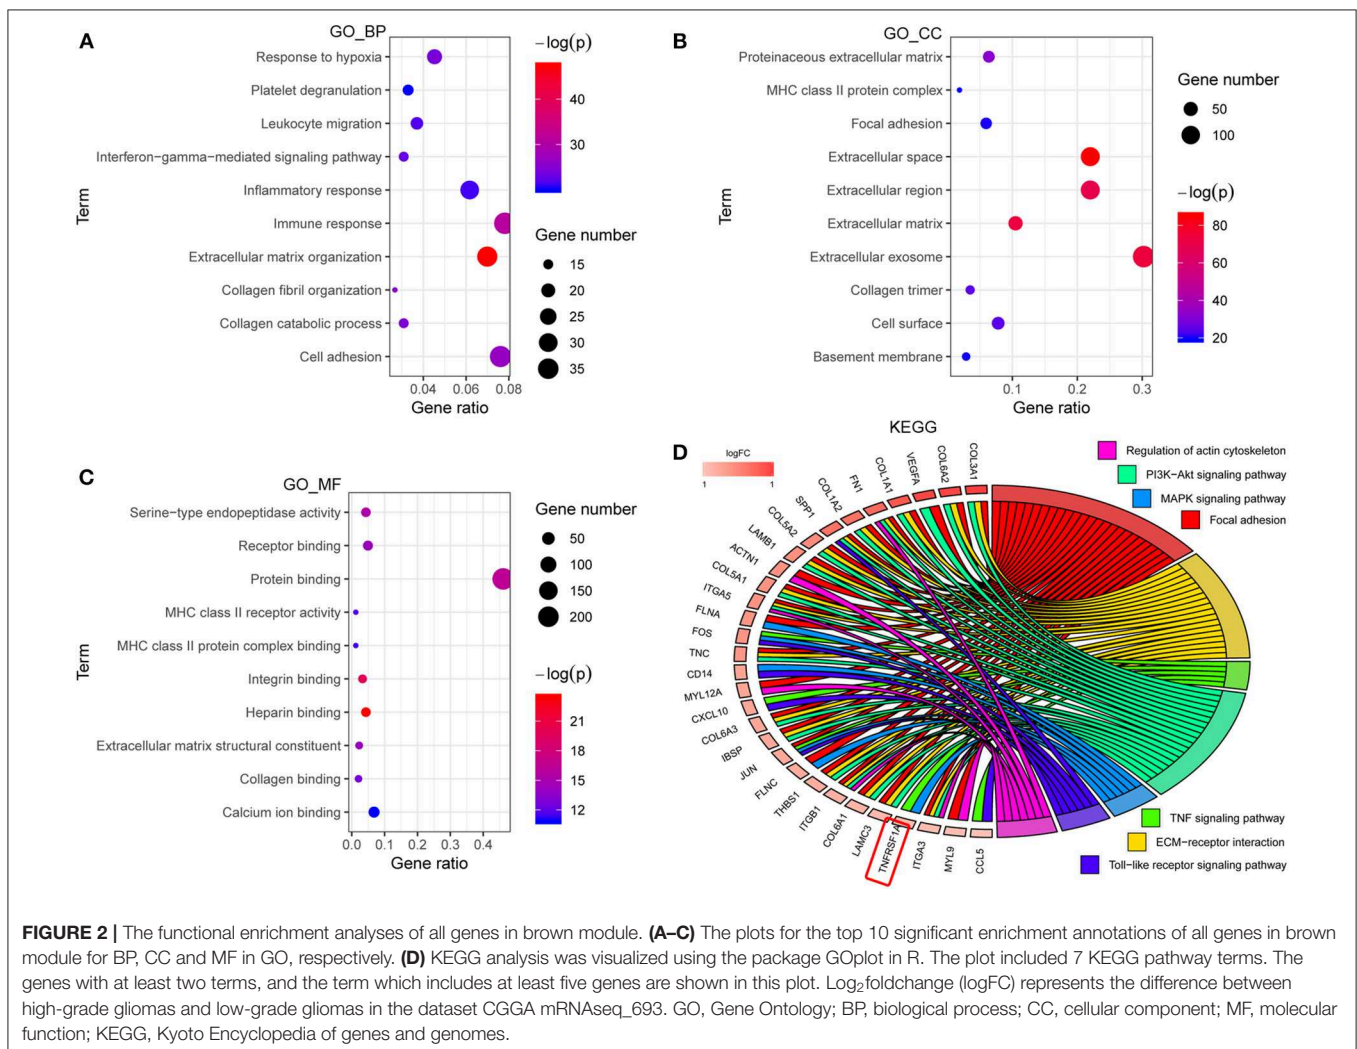 A
GO_BP
Response to hypoxia
Platelet degranulation
Leukocyte migration
Interferon-gamma-mediated signaling pathway
Inflammatory response
Immune response
Extracellular matrix organization
Collagen fibril organization
Collagen catabolic process
Cell adhesion
Term
0.04 0.06 0.08
Gene ratio
−log(p)
40
30
Gene number
15
20
25
30
35
B
GO_CC
Proteinaceous extracellular matrix
MHC class II protein complex
Focal adhesion
Extracellular space
Extracellular region
Extracellular matrix
Extracellular exosome
Collagen trimer
Cell surface
Basement membrane
Term
0.1 0.2 0.3
Gene ratio
Gene number
50
100
−log(p)
80
60
40
20
C
GO_MF
Serine−type endopeptidase activity
Receptor binding
Protein binding
MHC class II receptor activity
MHC class II protein complex binding
Integrin binding
Heparin binding
Extracellular matrix structural constituent
Collagen binding
Calcium ion binding
Term
0.0 0.1 0.2 0.3 0.4
Gene ratio
Gene number
50
100
150
200
−log(p)
21
18
15
12
D
KEGG
logFC
1 1
COL3A1
COL6A2
VEGFA
COL1A1
FN1
COL1A2
SPP1
COL5A2
LAMB1
ACTN1
COL5A1
ITGA5
FLNA
FOS
TNC
CD14
MYL12A
CXCL10
COL6A3
IBSP
JUN
FLNC
THBS1
ITGB1
COL6A1
LAMC3
TNFRSF1A
ITGA3
MYL9
CCL5
Regulation of actin cytoskeleton
PI3K−Akt signaling pathway
MAPK signaling pathway
Focal adhesion
TNF signaling pathway
ECM−receptor interaction
Toll−like receptor signaling pathway
FIGURE 2 | The functional enrichment analyses of all genes in brown module. (A–C) The plots for the top 10 significant enrichment annotations of all genes in brown
module for BP, CC and MF in GO, respectively. (D) KEGG analysis was visualized using the package GOplot in R. The plot included 7 KEGG pathway terms. The
genes with at least two terms, and the term which includes at least five genes are shown in this plot. Log2foldchange (logFC) represents the difference between
high-grade gliomas and low-grade gliomas in the dataset CGGA mRNAseq_693. GO, Gene Ontology; BP, biological process; CC, cellular component; MF, molecular
function; KEGG, Kyoto Encyclopedia of genes and genomes.